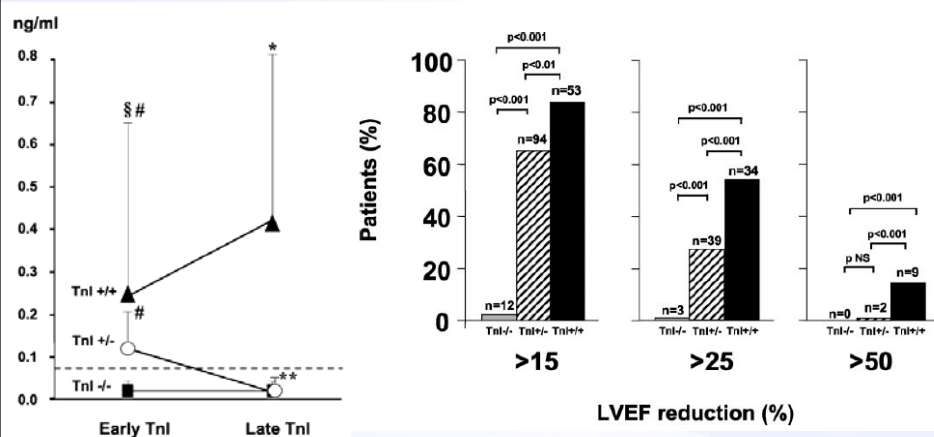 ng/ml
0.8
0.7
0.6
0.5
0.4
0.3
0.2
0.1
0.0
§ #
*
TnI +/+
#
TnI +/-
TnI -/-
**
Early TnI
Late TnI
Patients (%)
100
80
60
40
20
0
p<0.001
p<0.01
p<0.001
n=53
n=94
n=12
TnI-/- TnI+/- TnI+/+
>15
p<0.001
p<0.001
p<0.001
n=34
n=39
n=3
TnI-/- TnI+/- TnI+/+
>25
p<0.001
p<0.001
p NS
n=9
n=2
n=0
TnI-/- TnI+/- TnI+/+
>50
LVEF reduction (%)